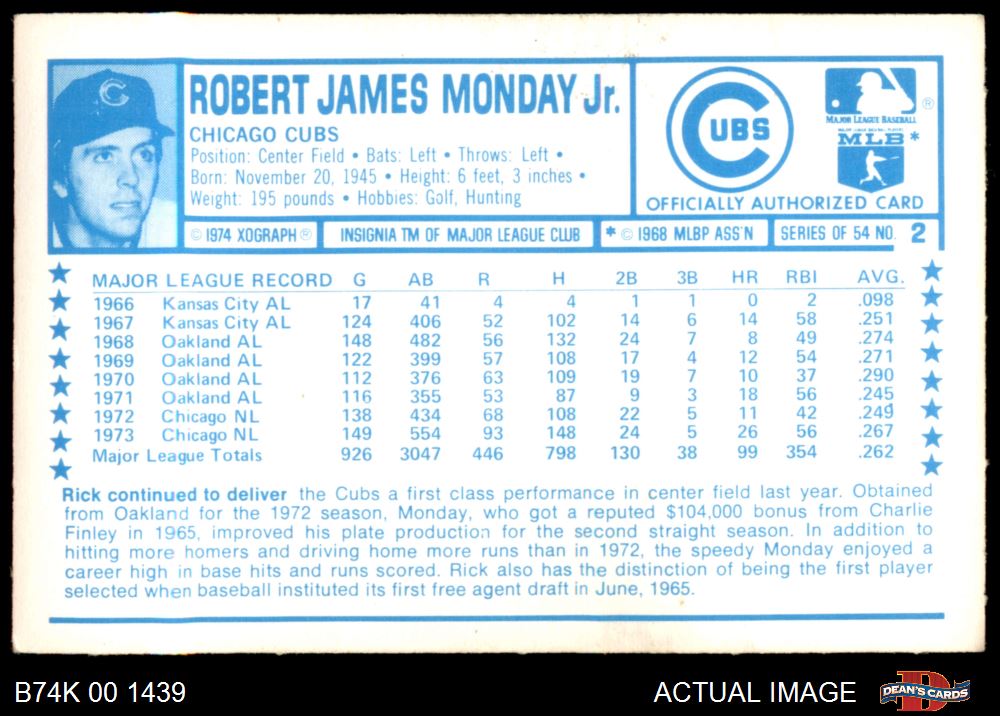 ROBERT JAMES MONDAY Jr.
CHICAGO CUBS
Position: Center Field • Bats: Left • Throws: Left •
Born: November 20, 1945 • Height: 6 feet, 3 inches •
Weight: 195 pounds • Hobbies: Golf, Hunting
C
CUBS
MAJOR LEAGUE BASEBALL ®
MLB *
OFFICIALLY AUTHORIZED CARD
© 1974 XOGRAPH ® INSIGNIA TM OF MAJOR LEAGUE CLUB * © 1968 MLBP ASS'N SERIES OF 54 NO. 2
MAJOR LEAGUE RECORD G AB R H 2B 3B HR RBI AVG.
1966 Kansas City AL 17 41 4 4 1 1 0 2 .098
1967 Kansas City AL 124 406 52 102 14 6 14 58 .251
1968 Oakland AL 148 482 56 132 24 7 8 49 .274
1969 Oakland AL 122 399 57 108 17 4 12 54 .271
1970 Oakland AL 112 376 63 109 19 7 10 37 .290
1971 Oakland AL 116 355 53 87 9 3 18 56 .245
1972 Chicago NL 138 434 68 108 22 5 11 42 .249
1973 Chicago NL 149 554 93 148 24 5 26 56 .267
Major League Totals 926 3047 446 798 130 38 99 354 .262
Rick continued to deliver the Cubs a first class performance in center field last year. Obtained
from Oakland for the 1972 season, Monday, who got a reputed $104,000 bonus from Charlie
Finley in 1965, improved his plate production for the second straight season. In addition to
hitting more homers and driving home more runs than in 1972, the speedy Monday enjoyed a
career high in base hits and runs scored. Rick also has the distinction of being the first player
selected when baseball instituted its first free agent draft in June, 1965.
B74K 00 1439 ACTUAL IMAGE DEAN'S CARDS